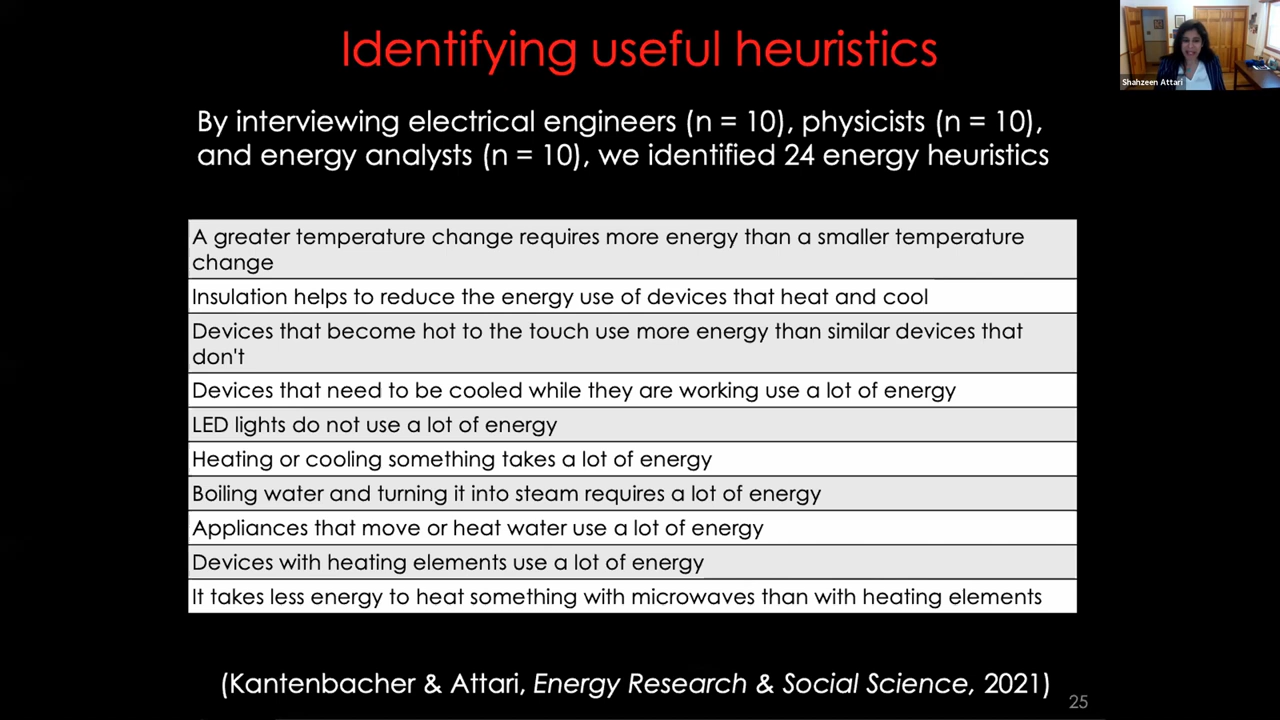 Identifying useful heuristics
Shahzeen Attari
By interviewing electrical engineers (n = 10), physicists (n = 10),
and energy analysts (n = 10), we identified 24 energy heuristics
A greater temperature change requires more energy than a smaller temperature
change
Insulation helps to reduce the energy use of devices that heat and cool
Devices that become hot to the touch use more energy than similar devices that
don't
Devices that need to be cooled while they are working use a lot of energy
LED lights do not use a lot of energy
Heating or cooling something takes a lot of energy
Boiling water and turning it into steam requires a lot of energy
Appliances that move or heat water use a lot of energy
Devices with heating elements use a lot of energy
It takes less energy to heat something with microwaves than with heating elements
(Kantenbacher & Attari, Energy Research & Social Science, 2021)
25